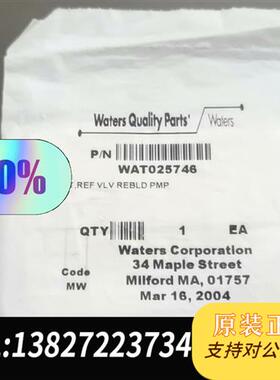 Waters Quality Parts
Waters
P/N
WAT025746
,REF VLV REBLD PMP
0%
QTY 1 EA
Waters Corporation
34 Maple Street
Milford MA, 01757
Mar 16, 2004
Code
MW
:13827223734
原装正
支持对公